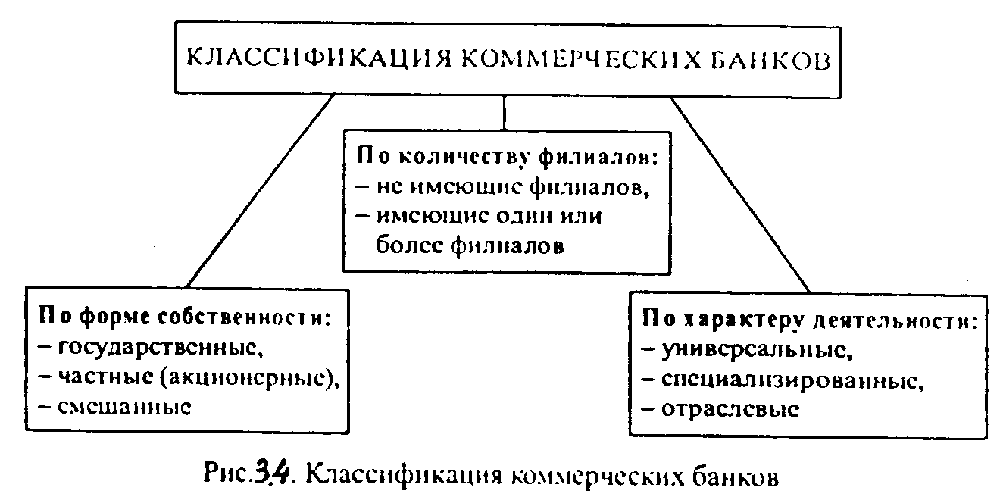 КЛАССИФИКАЦИЯ КОММЕРЧЕСКИХ БАНКОВ
По количеству филиалов:
– не имеющие филиалов,
– имеющие один или
более филиалов
По форме собственности:
– государственные,
– частные (акционерные),
– смешанные
По характеру деятельности:
– универсальные,
– специализированные,
– отраслевые
Рис.3.4. Классификация коммерческих банков